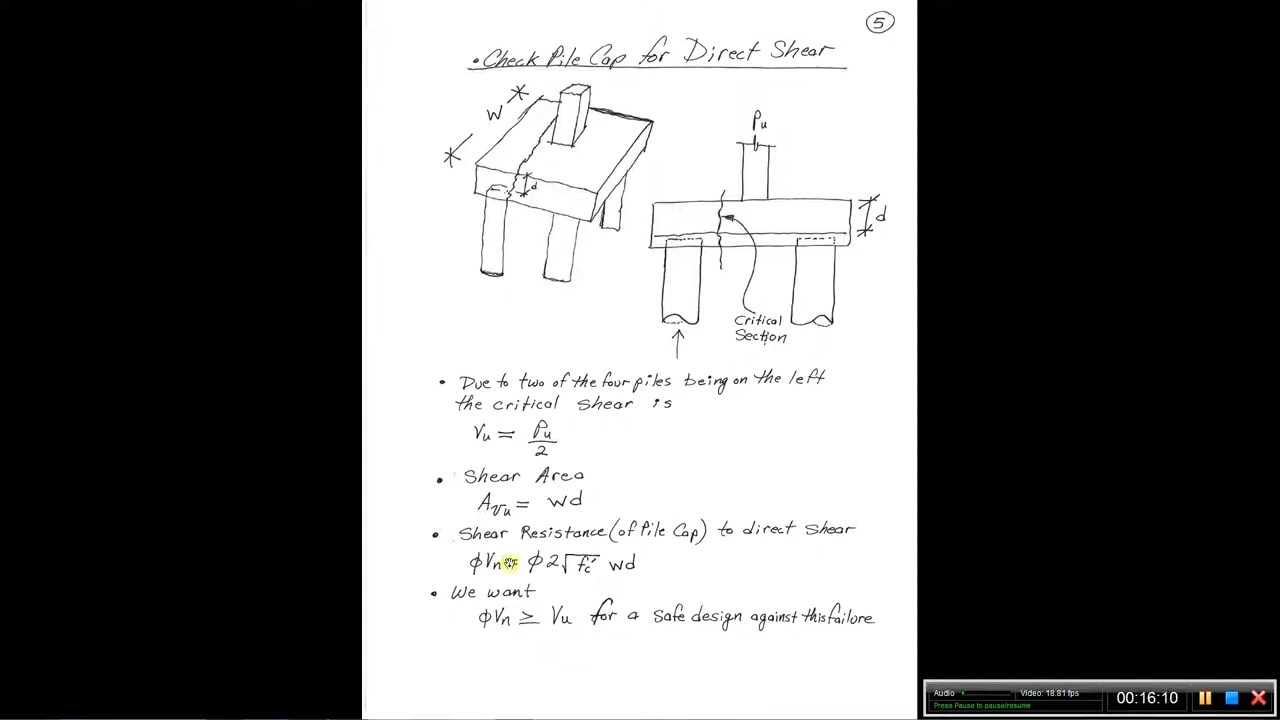 5
• Check Pile Cap for Direct Shear
W
d
Pu
d
Critical
Section
• Due to two of the four piles being on the left
the critical shear is
Vu = Pu/2
• Shear Area
Avu = wd
• Shear Resistance (of Pile Cap) to direct shear
φVn = φ2√fc' wd
• We want
φVn ≥ Vu for a safe design against this failure
Audio
Video: 18.81 fps
Press Pause to pause/resume
00:16:10